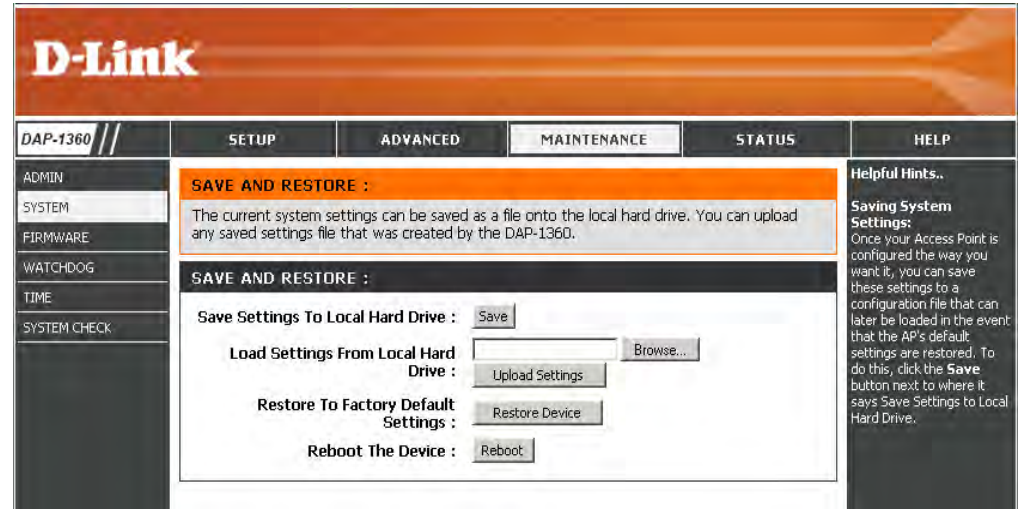 D-Link
DAP-1360
SETUP
ADVANCED
MAINTENANCE
STATUS
HELP
ADMIN
SYSTEM
FIRMWARE
WATCHDOG
TIME
SYSTEM CHECK
SAVE AND RESTORE :
The current system settings can be saved as a file onto the local hard drive. You can upload
any saved settings file that was created by the DAP-1360.
SAVE AND RESTORE :
Save Settings To Local Hard Drive :
Save
Load Settings From Local Hard
Drive :
Browse...
Upload Settings
Restore To Factory Default
Settings :
Restore Device
Reboot The Device :
Reboot
Helpful Hints..
Saving System
Settings:
Once your Access Point is
configured the way you
want it, you can save
these settings to a
configuration file that can
later be loaded in the event
that the AP's default
settings are restored. To
do this, click the Save
button next to where it
says Save Settings to Local
Hard Drive.